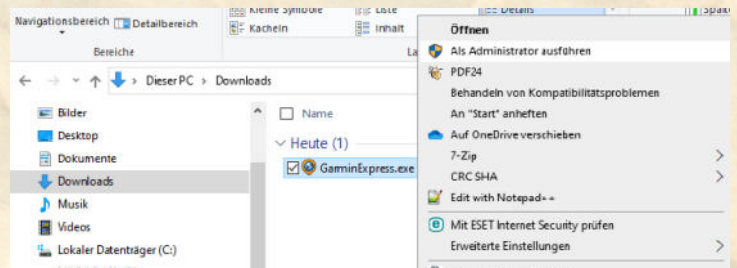 Kleine Symbole
Liste
Details
Navigationsbereich
Detailbereich
Kacheln
Inhalt
Bereiche
La
Dieser PC > Downloads
Bilder
Desktop
Dokumente
Downloads
Musik
Videos
Lokaler Datenträger (C:)
Name
Heute (1)
GarminExpress.exe
Öffnen
Als Administrator ausführen
PDF24
Behandeln von Kompatibilitätsproblemen
An "Start" anheften
Auf OneDrive verschieben
7-Zip
CRC SHA
Edit with Notepad++
Mit ESET Internet Security prüfen
Erweiterte Einstellungen